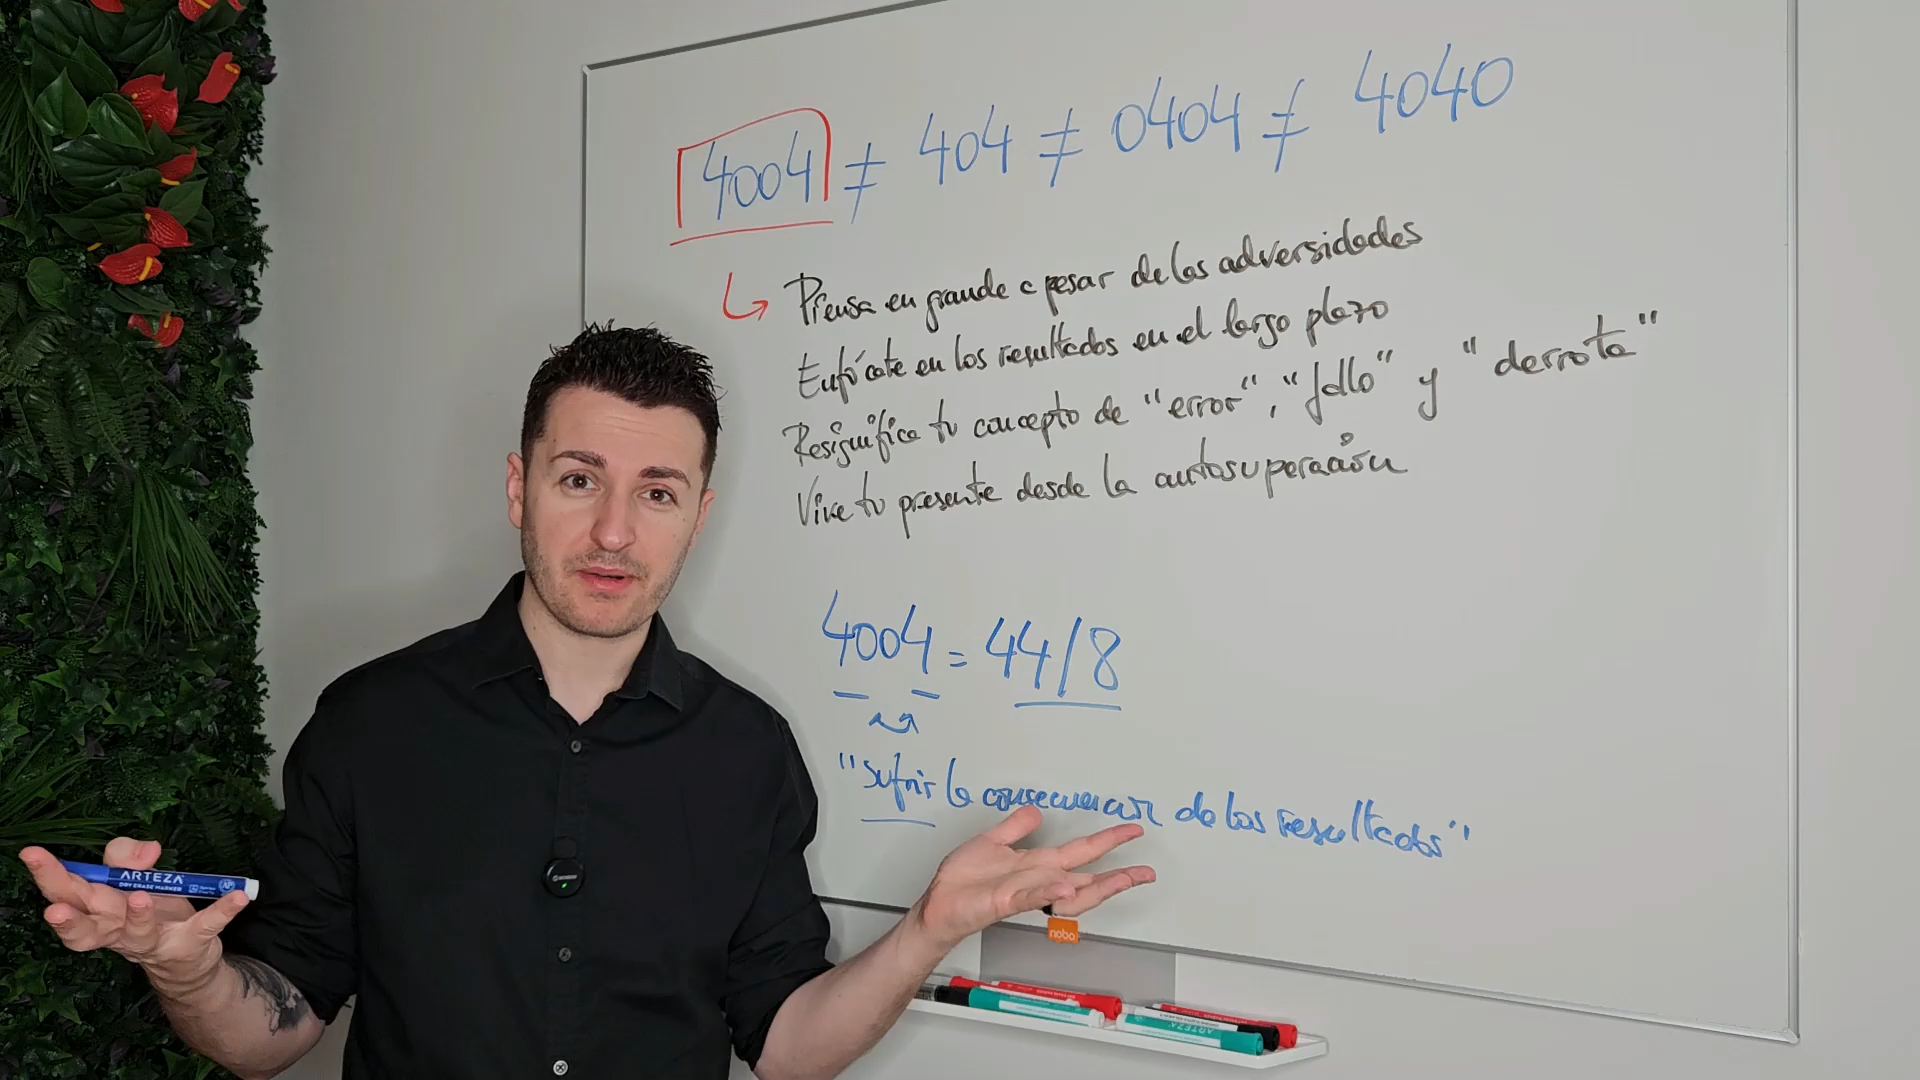 4004 ≠ 404 ≠ 0404 ≠ 4040
↳ Piensa en grande a pesar de las adversidades
Enfócate en los resultados en el largo plazo
Resignifica tu concepto de "error", "fallo" y "derrota"
Vive tu presente desde la autosuperación
4004 = 44/8
"Sufrir la de los resultados"
ARTEZA
DRY ERASE MARKER
AP
nobo
ARTEZA